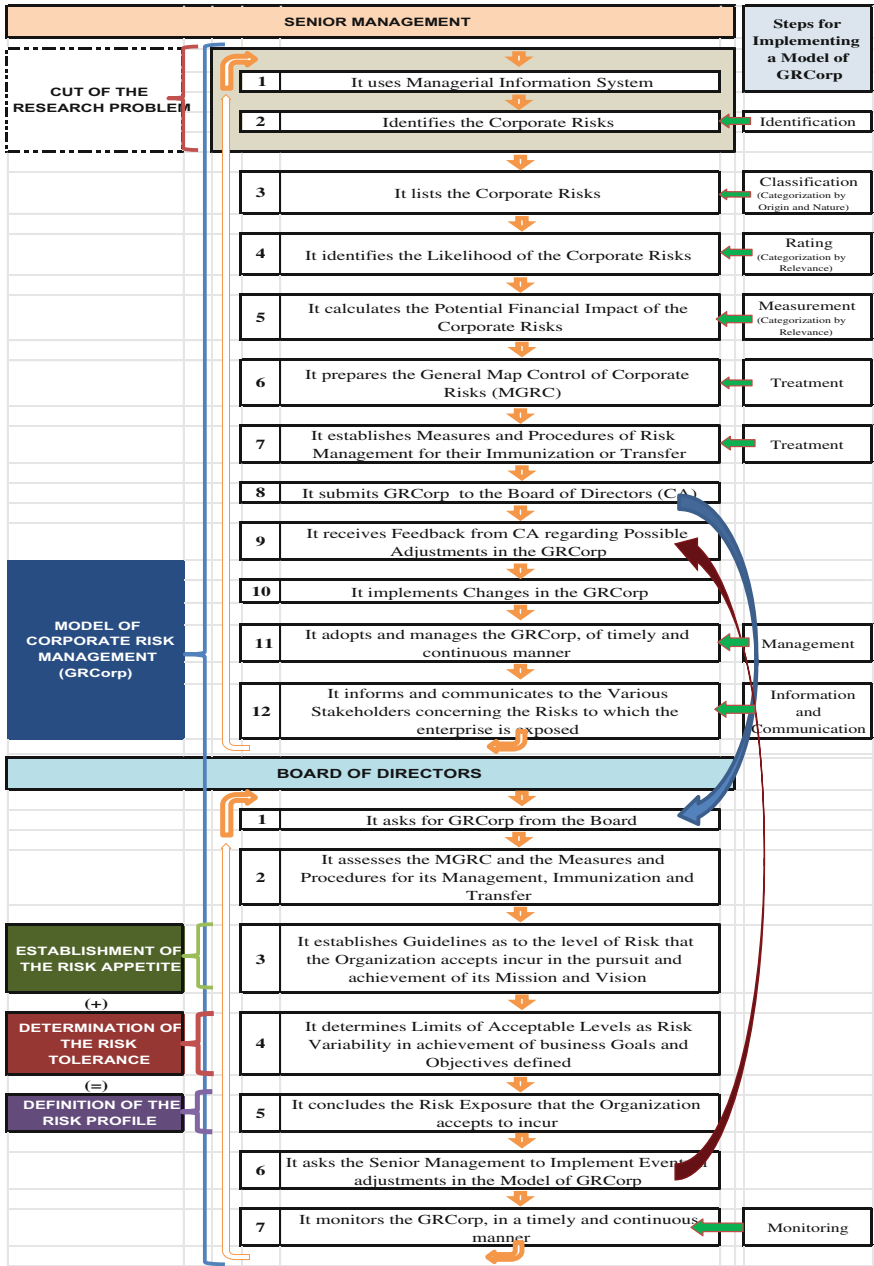 SENIOR MANAGEMENT
Steps for
Implementing
a Model of
GRCorp
CUT OF THE
RESEARCH PROBLEM
1
It uses Managerial Information System
2
Identifies the Corporate Risks
Identification
3
It lists the Corporate Risks
Classification
(Categorization by
Origin and Nature)
4
It identifies the Likelihood of the Corporate Risks
Rating
(Categorization by
Relevance)
5
It calculates the Potential Financial Impact of the
Corporate Risks
Measurement
(Categorization by
Relevance)
6
It prepares the General Map Control of Corporate
Risks (MGRC)
Treatment
7
It establishes Measures and Procedures of Risk
Management for their Immunization or Transfer
Treatment
8
It submits GRCorp to the Board of Directors (CA)
9
It receives Feedback from CA regarding Possible
Adjustments in the GRCorp
10
It implements Changes in the GRCorp
MODEL OF
CORPORATE RISK
MANAGEMENT
(GRCorp)
11
It adopts and manages the GRCorp, of timely and
continuous manner
Management
12
It informs and communicates to the Various
Stakeholders concerning the Risks to which the
enterprise is exposed
Information
and
Communication
BOARD OF DIRECTORS
1
It asks for GRCorp from the Board
2
It assesses the MGRC and the Measures and
Procedures for its Management, Immunization and
Transfer
ESTABLISHMENT OF
THE RISK APPETITE
3
It establishes Guidelines as to the level of Risk that
the Organization accepts incur in the pursuit and
achievement of its Mission and Vision
(+)
DETERMINATION OF
THE RISK
TOLERANCE
4
It determines Limits of Acceptable Levels as Risk
Variability in achievement of business Goals and
Objectives defined
(=)
DEFINITION OF THE
RISK PROFILE
5
It concludes the Risk Exposure that the Organization
accepts to incur
6
It asks the Senior Management to Implement Eventual
adjustments in the Model of GRCorp
7
It monitors the GRCorp, in a timely and continuous
manner
Monitoring